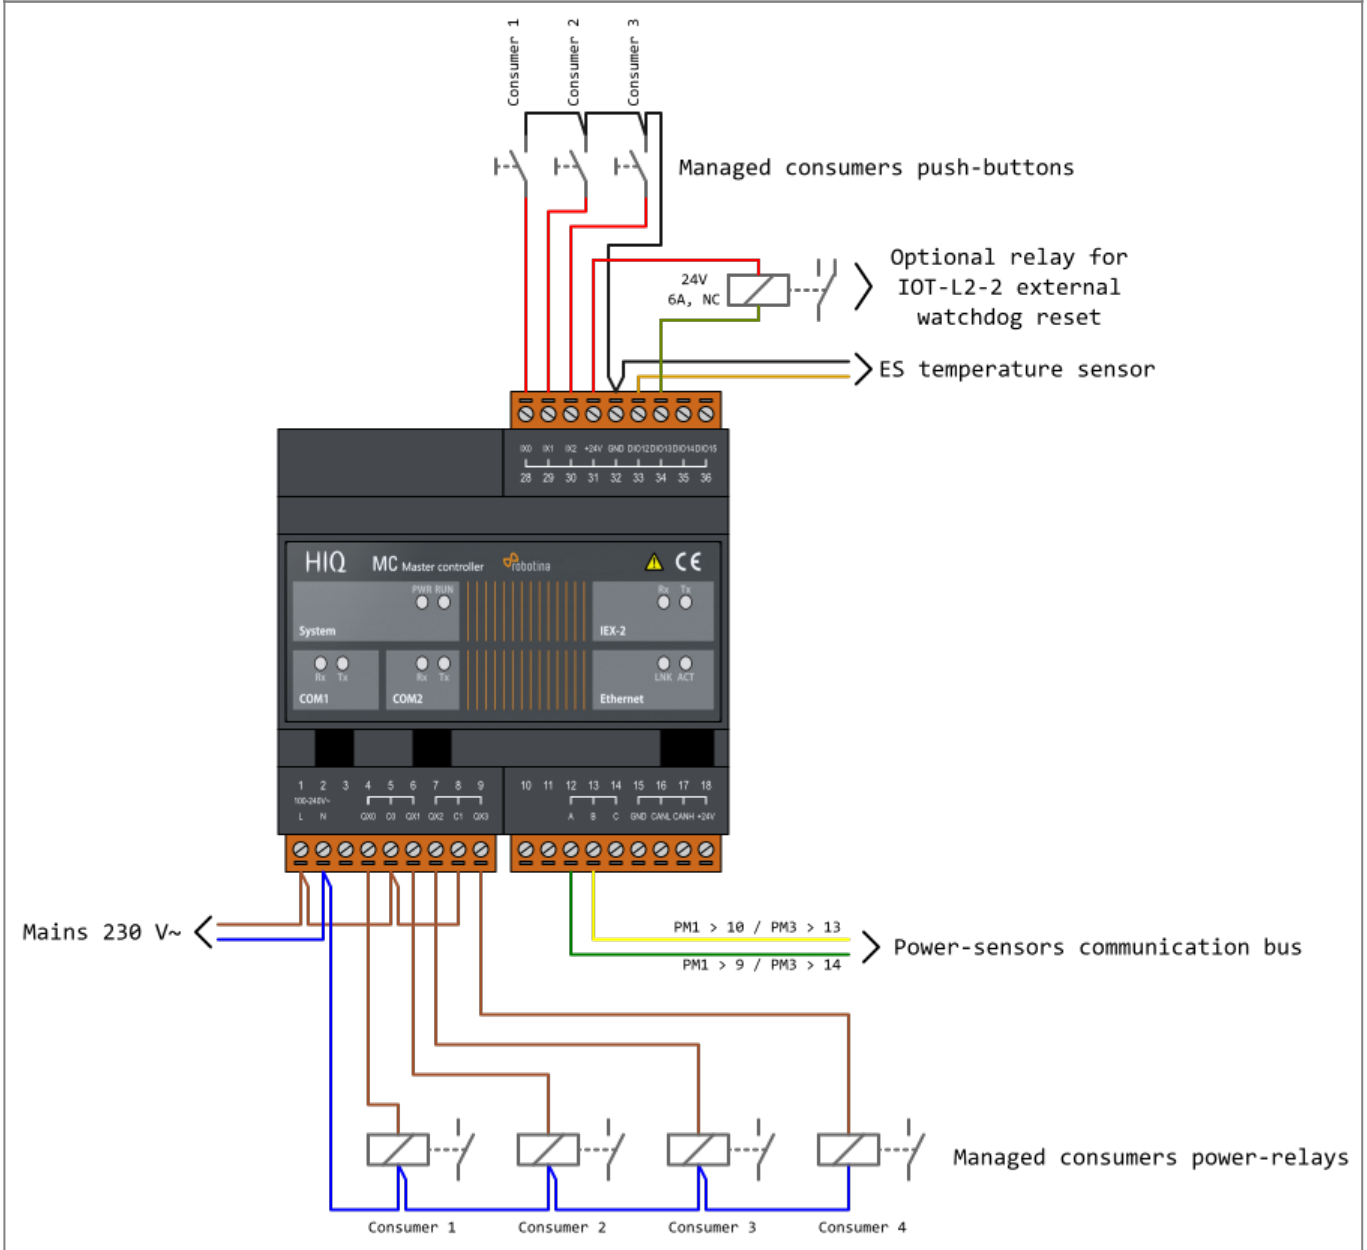 Consumer 1
Consumer 2
Consumer 3
Managed consumers push-buttons
Optional relay for
IOT-L2-2 external
watchdog reset
24V
6A, NC
ES temperature sensor
IX0 IX1 IX2 +24V GND DIO12 DIO13 DIO14 DIO15
28 29 30 31 32 33 34 35 36
HIQ MC Master controller robotina CE
PWR RUN
System
Rx Tx
IEX-2
Rx Tx
COM1
Rx Tx
COM2
LNK ACT
Ethernet
1 2 3 4 5 6 7 8 9
100-240V~
L N QX0 C0 QX1 QX2 C1 QX3
10 11 12 13 14 15 16 17 18
A B C GND CANL CANH +24V
Mains 230 V~
PM1 > 10 / PM3 > 13
PM1 > 9 / PM3 > 14
Power-sensors communication bus
Managed consumers power-relays
Consumer 1
Consumer 2
Consumer 3
Consumer 4